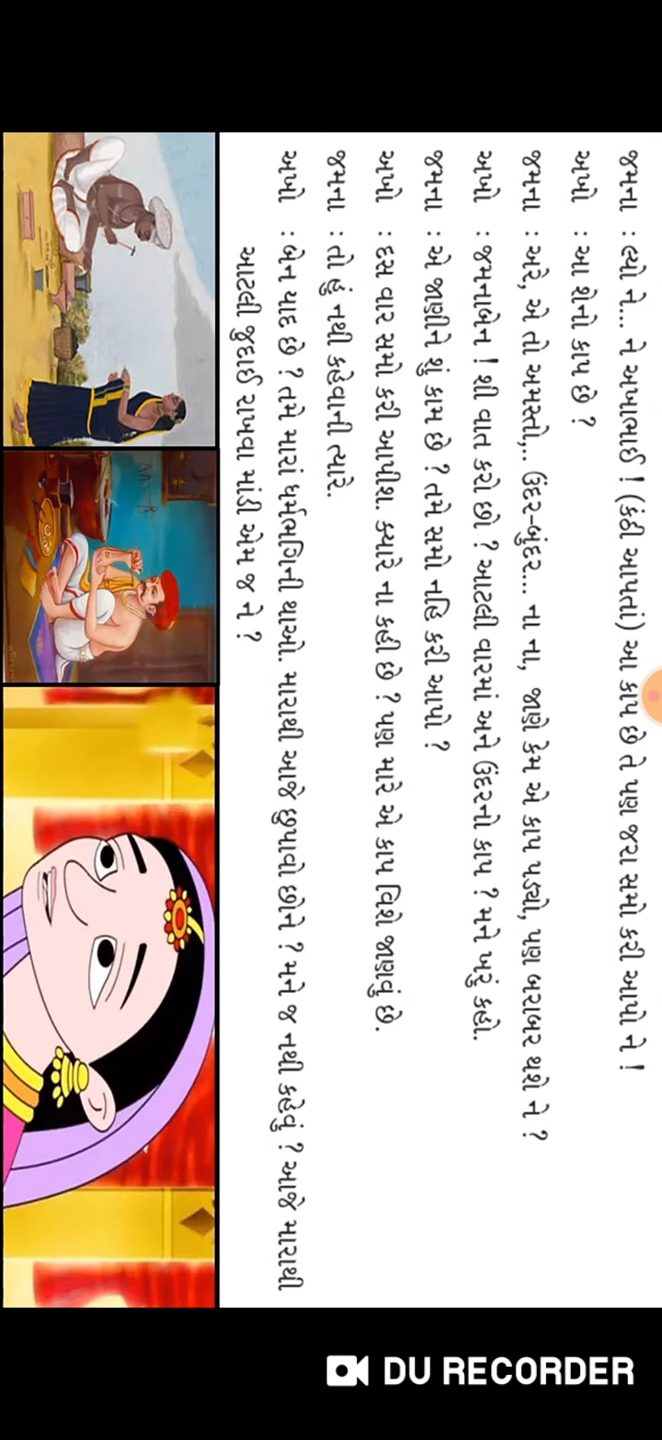 જમના : લ્યો ને... ને અખાભાઈ ! (કંઠી આપતાં) આ કાપ છે તે પણ જરા સમો કરી આપો ને !
અખો : આ શેનો કાપ છે ?
જમના : અરે, એ તો અમસ્તો,... ઉંદર-બુંદર... ના ના, જાણે કેમ એ કાપ પડ્યો, પણ બરાબર થશે ને ?
અખો : જમનાબેન ! શી વાત કરો છો ? આટલી વારમાં અને ઉંદરનો કાપ ? મને ખરું કહો.
જમના : એ જાણીને શું કામ છે ? તમે સમો નહિ કરી આપો ?
અખો : દસ વાર સમો કરી આપીશ. ક્યારે ના કહી છે ? પણ મારે એ કાપ વિશે જાણવું છે.
જમના : તો હું નથી કહેવાની ત્યારે.
અખો : બેન યાદ છે ? તમે મારાં ધર્મભગિની થાઓ. મારાથી આજે છુપાવો છોને ? મને જ નથી કહેવું ? આજે મારાથી
આટલી જુદાઈ રાખવા માંડી એમ જ ને ?
DU RECORDER